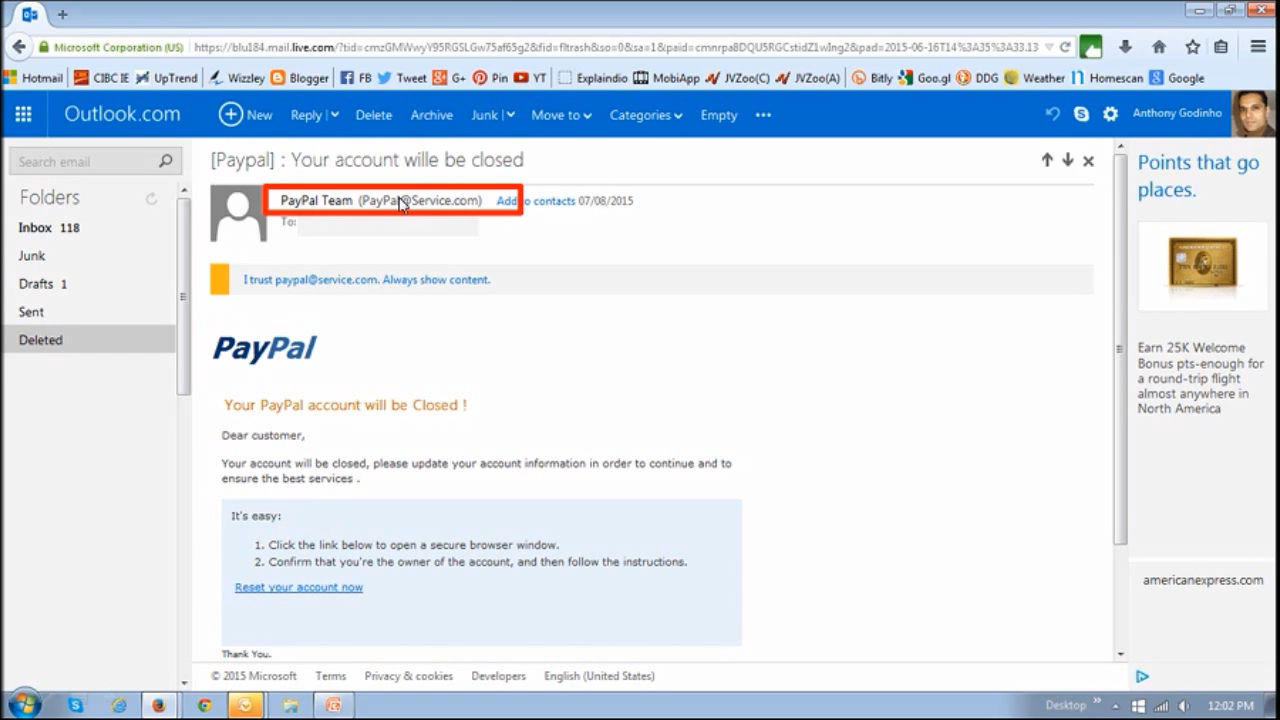 Microsoft Corporation (US) https://blu184.mail.live.com/?tid=cmzGMWwyY95RGSLGw75af65g2&fid=fltrash&so=0&sa=1&paid=cmnrpa8DQU5RGCstidZ1wIng2&pad=2015-06-16T14%3A35%3A33.13
Hotmail CIBC IE UpTrend Wizzley Blogger FB Tweet G+ Pin YT Explaindio MobiApp JVZoo(C) JVZoo(A) Bitly Goo.gl DDG Weather Homescan Google
Outlook.com New Reply Delete Archive Junk Move to Categories Empty ••• Anthony Godinho
Search email
Folders
Inbox 118
Junk
Drafts 1
Sent
Deleted
[Paypal] : Your account wille be closed
PayPal Team (PayPal@Service.com) Add to contacts 07/08/2015
To:
I trust paypal@service.com. Always show content.
PayPal
Your PayPal account will be Closed !
Dear customer,
Your account will be closed, please update your account information in order to continue and to
ensure the best services .
It's easy:
1. Click the link below to open a secure browser window.
2. Confirm that you're the owner of the account, and then follow the instructions.
Reset your account now
Thank You.
Points that go
places.
Earn 25K Welcome
Bonus pts-enough for
a round-trip flight
almost anywhere in
North America
americanexpress.com
© 2015 Microsoft Terms Privacy & cookies Developers English (United States)
Desktop 12:02 PM